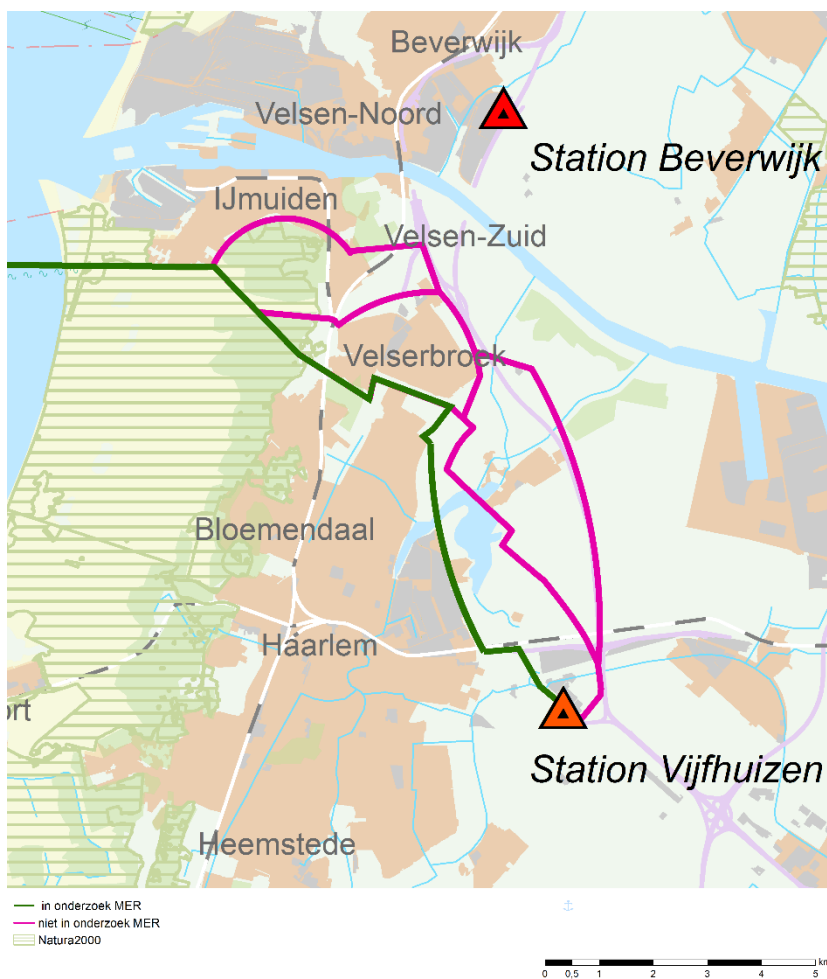 Beverwijk
Velsen-Noord
Station Beverwijk
IJmuiden
Velsen-Zuid
Velserbroek
Bloemendaal
Haarlem
ort
Station Vijfhuizen
Heemstede
in onderzoek MER
niet in onderzoek MER
Natura2000
km
0 0,5 1 2 3 4 5